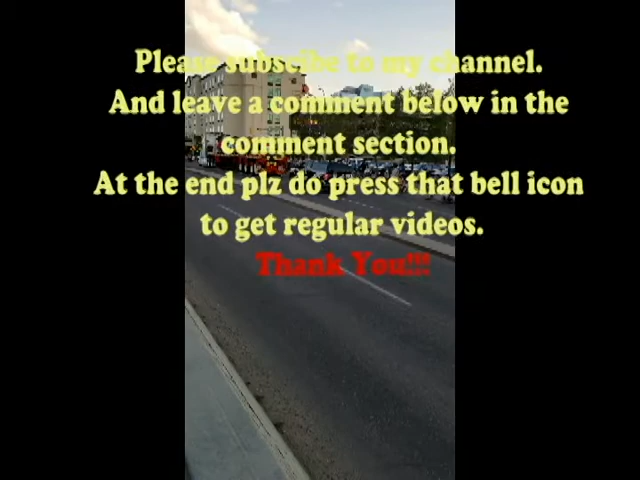 Please subscibe to my channel.
And leave a comment below in the
comment section.
At the end plz do press that bell icon
to get regular videos.
Thank You!!!